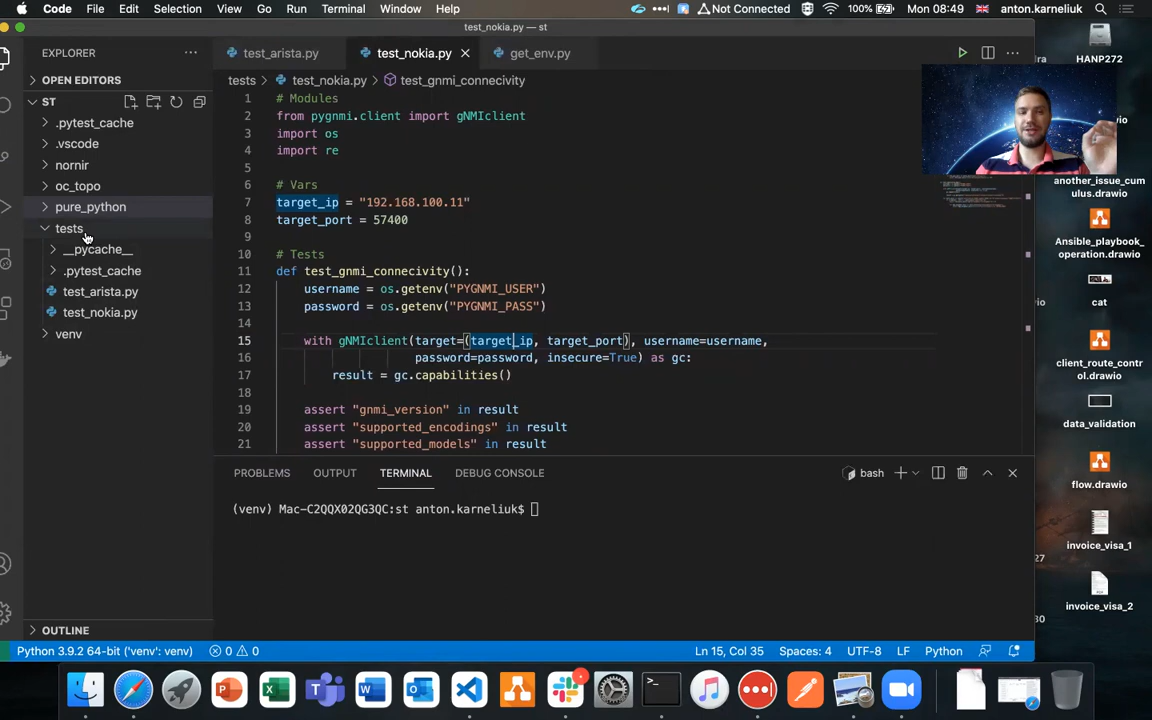 Code File Edit Selection View Go Run Terminal Window Help
Not Connected 100% Mon 08:49 anton.karneliuk
test_nokia.py — st
EXPLORER
OPEN EDITORS
ST
.pytest_cache
.vscode
nornir
oc_topo
pure_python
tests
__pycache__
.pytest_cache
test_arista.py
test_nokia.py
venv
OUTLINE
test_arista.py test_nokia.py get_env.py
tests > test_nokia.py > test_gnmi_connecivity
1 # Modules
2 from pygnmi.client import gNMIclient
3 import os
4 import re
5
6 # Vars
7 target_ip = "192.168.100.11"
8 target_port = 57400
9
10 # Tests
11 def test_gnmi_connecivity():
12 username = os.getenv("PYGNMI_USER")
13 password = os.getenv("PYGNMI_PASS")
14
15 with gNMIclient(target=(target_ip, target_port), username=username,
16 password=password, insecure=True) as gc:
17 result = gc.capabilities()
18
19 assert "gnmi_version" in result
20 assert "supported_encodings" in result
21 assert "supported_models" in result
PROBLEMS OUTPUT TERMINAL DEBUG CONSOLE
bash
(venv) Mac-C2QQX02QG3QC:st anton.karneliuk$
Python 3.9.2 64-bit ('venv': venv) 0 0 Ln 15, Col 35 Spaces: 4 UTF-8 LF Python
HANP272
another_issue_cu
mulus.drawio
Ansible_playbook_
operation.drawio
cat
client_route_cont
rol.drawio
data_validation
flow.drawio
invoice_visa_1
invoice_visa_2